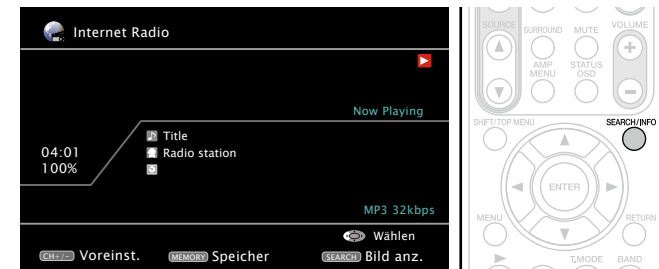 Internet Radio
Now Playing
Title
04:01
Radio station
100%
MP3 32kbps
Wählen
CH+/– Voreinst.
MEMORY Speicher
SEARCH Bild anz.
SOURCE
SURROUND
MUTE
VOLUME
AMP MENU
STATUS OSD
SHIFT/TOP MENU
SEARCH/INFO
ENTER
MENU
RETURN
T.MODE
BAND